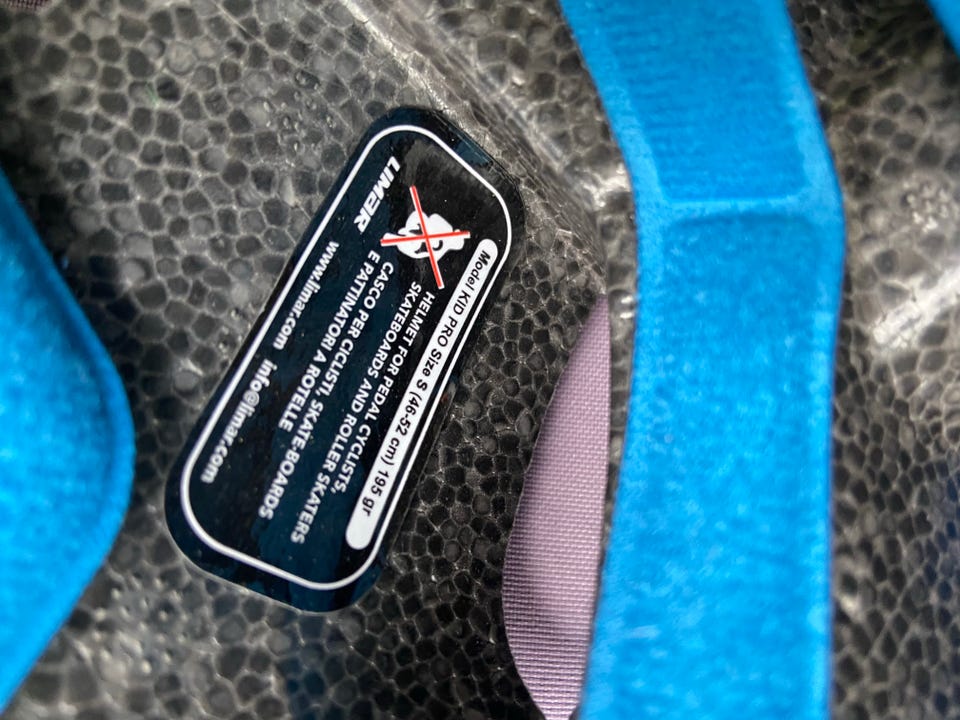 Model KID PRO Size S (46-52 cm) 195 gr
HELMET FOR PEDAL CYCLISTS,
SKATEBOARDS AND ROLLER SKATERS
CASCO PER CICLISTI, SKATE-BOARDS
E PATTINATORI A ROTELLE
LIMAR
www.limar.com info@limar.com